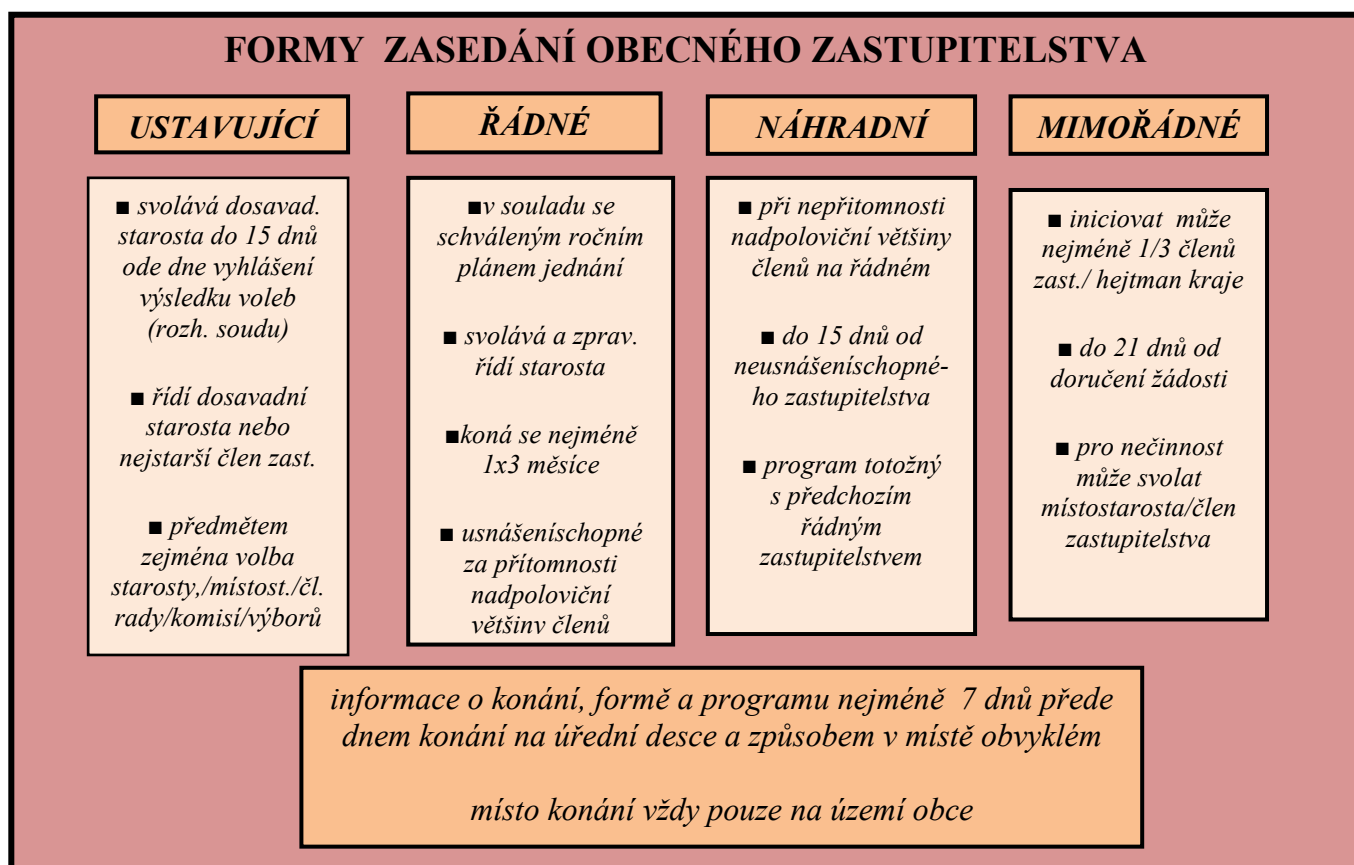 FORMY ZASEDÁNÍ OBECNÉHO ZASTUPITELSTVA
USTAVUJÍCÍ
■ svolává dosavad.
starosta do 15 dnů
ode dne vyhlášení
výsledku voleb
(rozh. soudu)
■ řídí dosavadní
starosta nebo
nejstarší člen zast.
■ předmětem
zejména volba
starosty,/místost./čl.
rady/komisí/výborů
ŘÁDNÉ
■v souladu se
schváleným ročním
plánem jednání
■ svolává a zprav.
řídí starosta
■koná se nejméně
1x3 měsíce
■ usnášeníschopné
za přítomnosti
nadpoloviční
většiny členů
NÁHRADNÍ
■ při nepřitomnosti
nadpoloviční většiny
členů na řádném
■ do 15 dnů od
neusnášeníschopné-
ho zastupitelstva
■ program totožný
s předchozím
řádným
zastupitelstvem
MIMOŘÁDNÉ
■ iniciovat může
nejméně 1/3 členů
zast./ hejtman kraje
■ do 21 dnů od
doručení žádosti
■ pro nečinnost
může svolat
místostarosta/člen
zastupitelstva
informace o konání, formě a programu nejméně 7 dnů přede
dnem konání na úřední desce a způsobem v místě obvyklém
místo konání vždy pouze na území obce